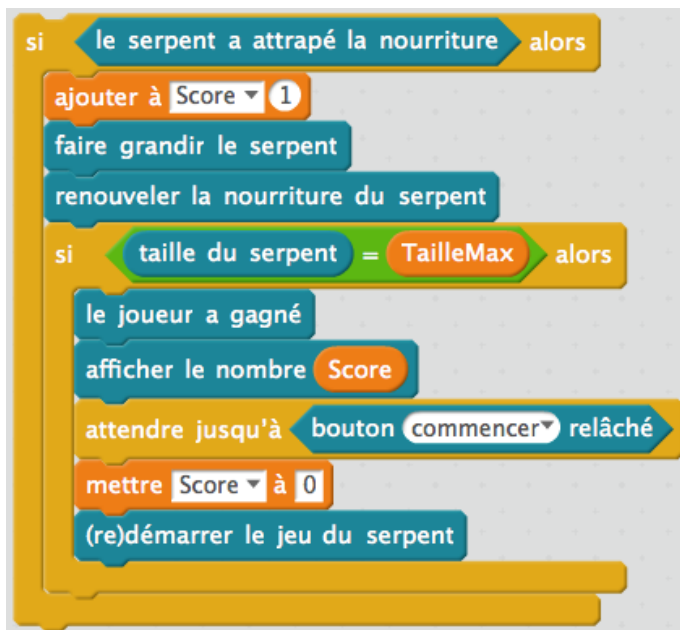 si le serpent a attrapé la nourriture alors
ajouter à Score 1
faire grandir le serpent
renouveler la nourriture du serpent
si taille du serpent = TailleMax alors
le joueur a gagné
afficher le nombre Score
attendre jusqu'à bouton commencer relâché
mettre Score à 0
(re)démarrer le jeu du serpent